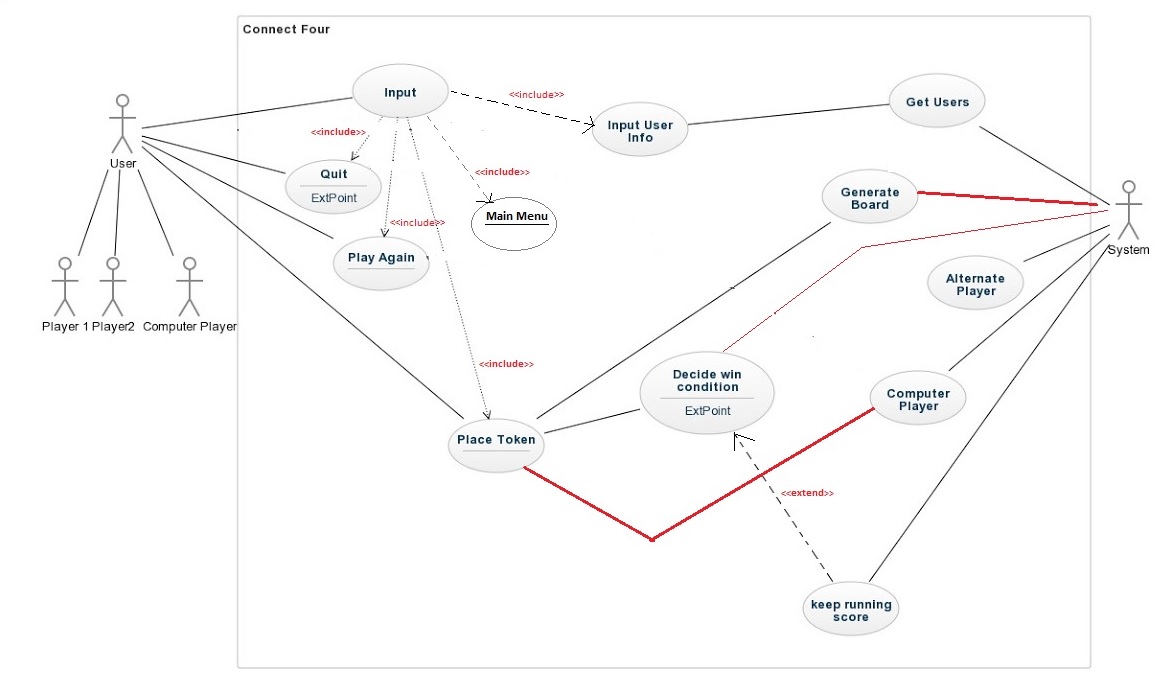 Connect Four
Input
<<include>>
Input User
Info
Get Users
<<include>>
User
Quit
ExtPoint
<<include>>
Main Menu
Generate
Board
System
<<include>>
Play Again
Alternate
Player
Player 1
Player2
Computer Player
<<include>>
Decide win
condition
ExtPoint
Computer
Player
Place Token
<<extend>>
keep running
score